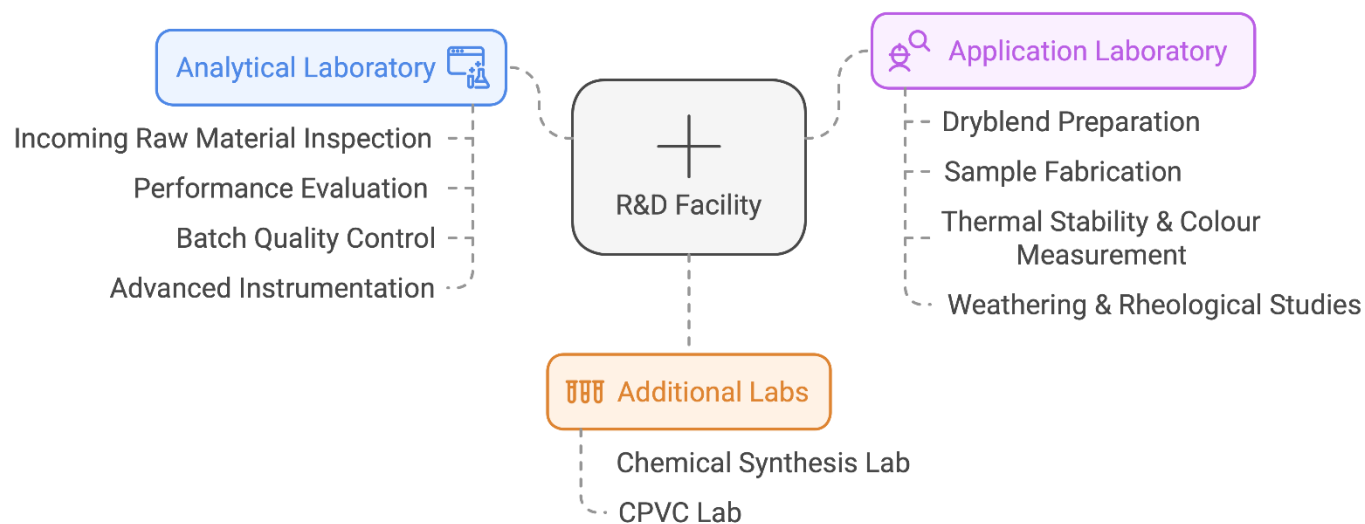 Analytical Laboratory
Incoming Raw Material Inspection
Performance Evaluation
Batch Quality Control
Advanced Instrumentation
R&D Facility
Application Laboratory
Dryblend Preparation
Sample Fabrication
Thermal Stability & Colour
Measurement
Weathering & Rheological Studies
Additional Labs
Chemical Synthesis Lab
CPVC Lab